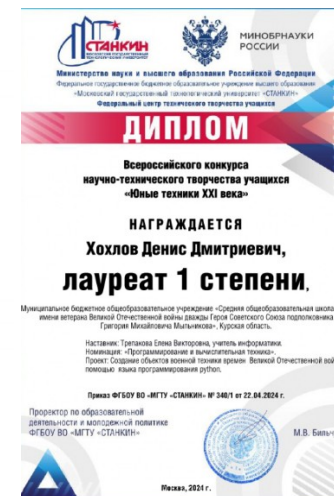 СТАНКИН
МИНОБРНАУКИ
РОССИИ
Министерство науки и высшего образования Российской Федерации
Федеральное государственное бюджетное образовательное учреждение высшего образования
«Московский государственный технологический университет «СТАНКИН»
Федеральный центр технического творчества учащихся
ДИПЛОМ
Всероссийского конкурса
научно-технического творчества учащихся
«Юные техники XXI века»
НАГРАЖДАЕТСЯ
Хохлов Денис Дмитриевич,
лауреат 1 степени,
Муниципальное бюджетное общеобразовательное учреждение «Средняя общеобразовательная школа
имени ветерана Великой Отечественной войны дважды Героя Советского Союза подполковника
Григория Михайловича Мыльникова», Курская область.
Наставник: Трепакова Елена Викторовна, учитель информатики.
Номинация: «Программирование и вычислительная техника».
Проект: Создание объектов военной техники времен Великой Отечественной вой
помощью языка программирования python.
Приказ ФГБОУ ВО «МГТУ «СТАНКИН» № 340/1 от 22.04.2024 г.
Проректор по образовательной
деятельности и молодежной политике
ФГБОУ ВО «МГТУ «СТАНКИН»
М.В. Бильч
Москва, 2024 г.